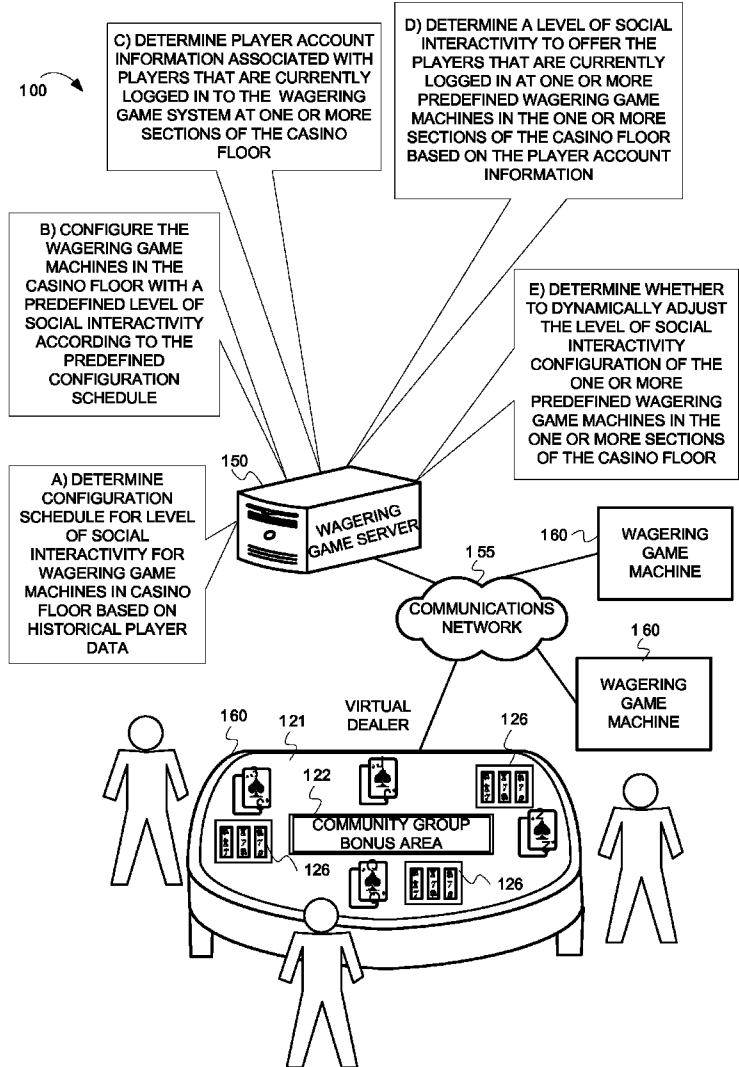 100
C) DETERMINE PLAYER ACCOUNT
INFORMATION ASSOCIATED WITH
PLAYERS THAT ARE CURRENTLY
LOGGED IN TO THE WAGERING
GAME SYSTEM AT ONE OR MORE
SECTIONS OF THE CASINO
FLOOR
D) DETERMINE A LEVEL OF SOCIAL
INTERACTIVITY TO OFFER THE
PLAYERS THAT ARE CURRENTLY
LOGGED IN AT ONE OR MORE
PREDEFINED WAGERING GAME
MACHINES IN THE ONE OR MORE
SECTIONS OF THE CASINO FLOOR
BASED ON THE PLAYER ACCOUNT
INFORMATION
B) CONFIGURE THE
WAGERING GAME
MACHINES IN THE
CASINO FLOOR WITH A
PREDEFINED LEVEL OF
SOCIAL INTERACTIVITY
ACCORDING TO THE
PREDEFINED
CONFIGURATION
SCHEDULE
E) DETERMINE WHETHER
TO DYNAMICALLY ADJUST
THE LEVEL OF SOCIAL
INTERACTIVITY
CONFIGURATION OF THE
ONE OR MORE
PREDEFINED WAGERING
GAME MACHINES IN THE
ONE OR MORE SECTIONS
OF THE CASINO FLOOR
A) DETERMINE
CONFIGURATION
SCHEDULE FOR LEVEL
OF SOCIAL
INTERACTIVITY FOR
WAGERING GAME
MACHINES IN CASINO
FLOOR BASED ON
HISTORICAL PLAYER
DATA
150
WAGERING
GAME SERVER
155
COMMUNICATIONS
NETWORK
160
WAGERING
GAME
MACHINE
160
WAGERING
GAME
MACHINE
VIRTUAL
DEALER
160
121
122
126
COMMUNITY GROUP
BONUS AREA
126
126